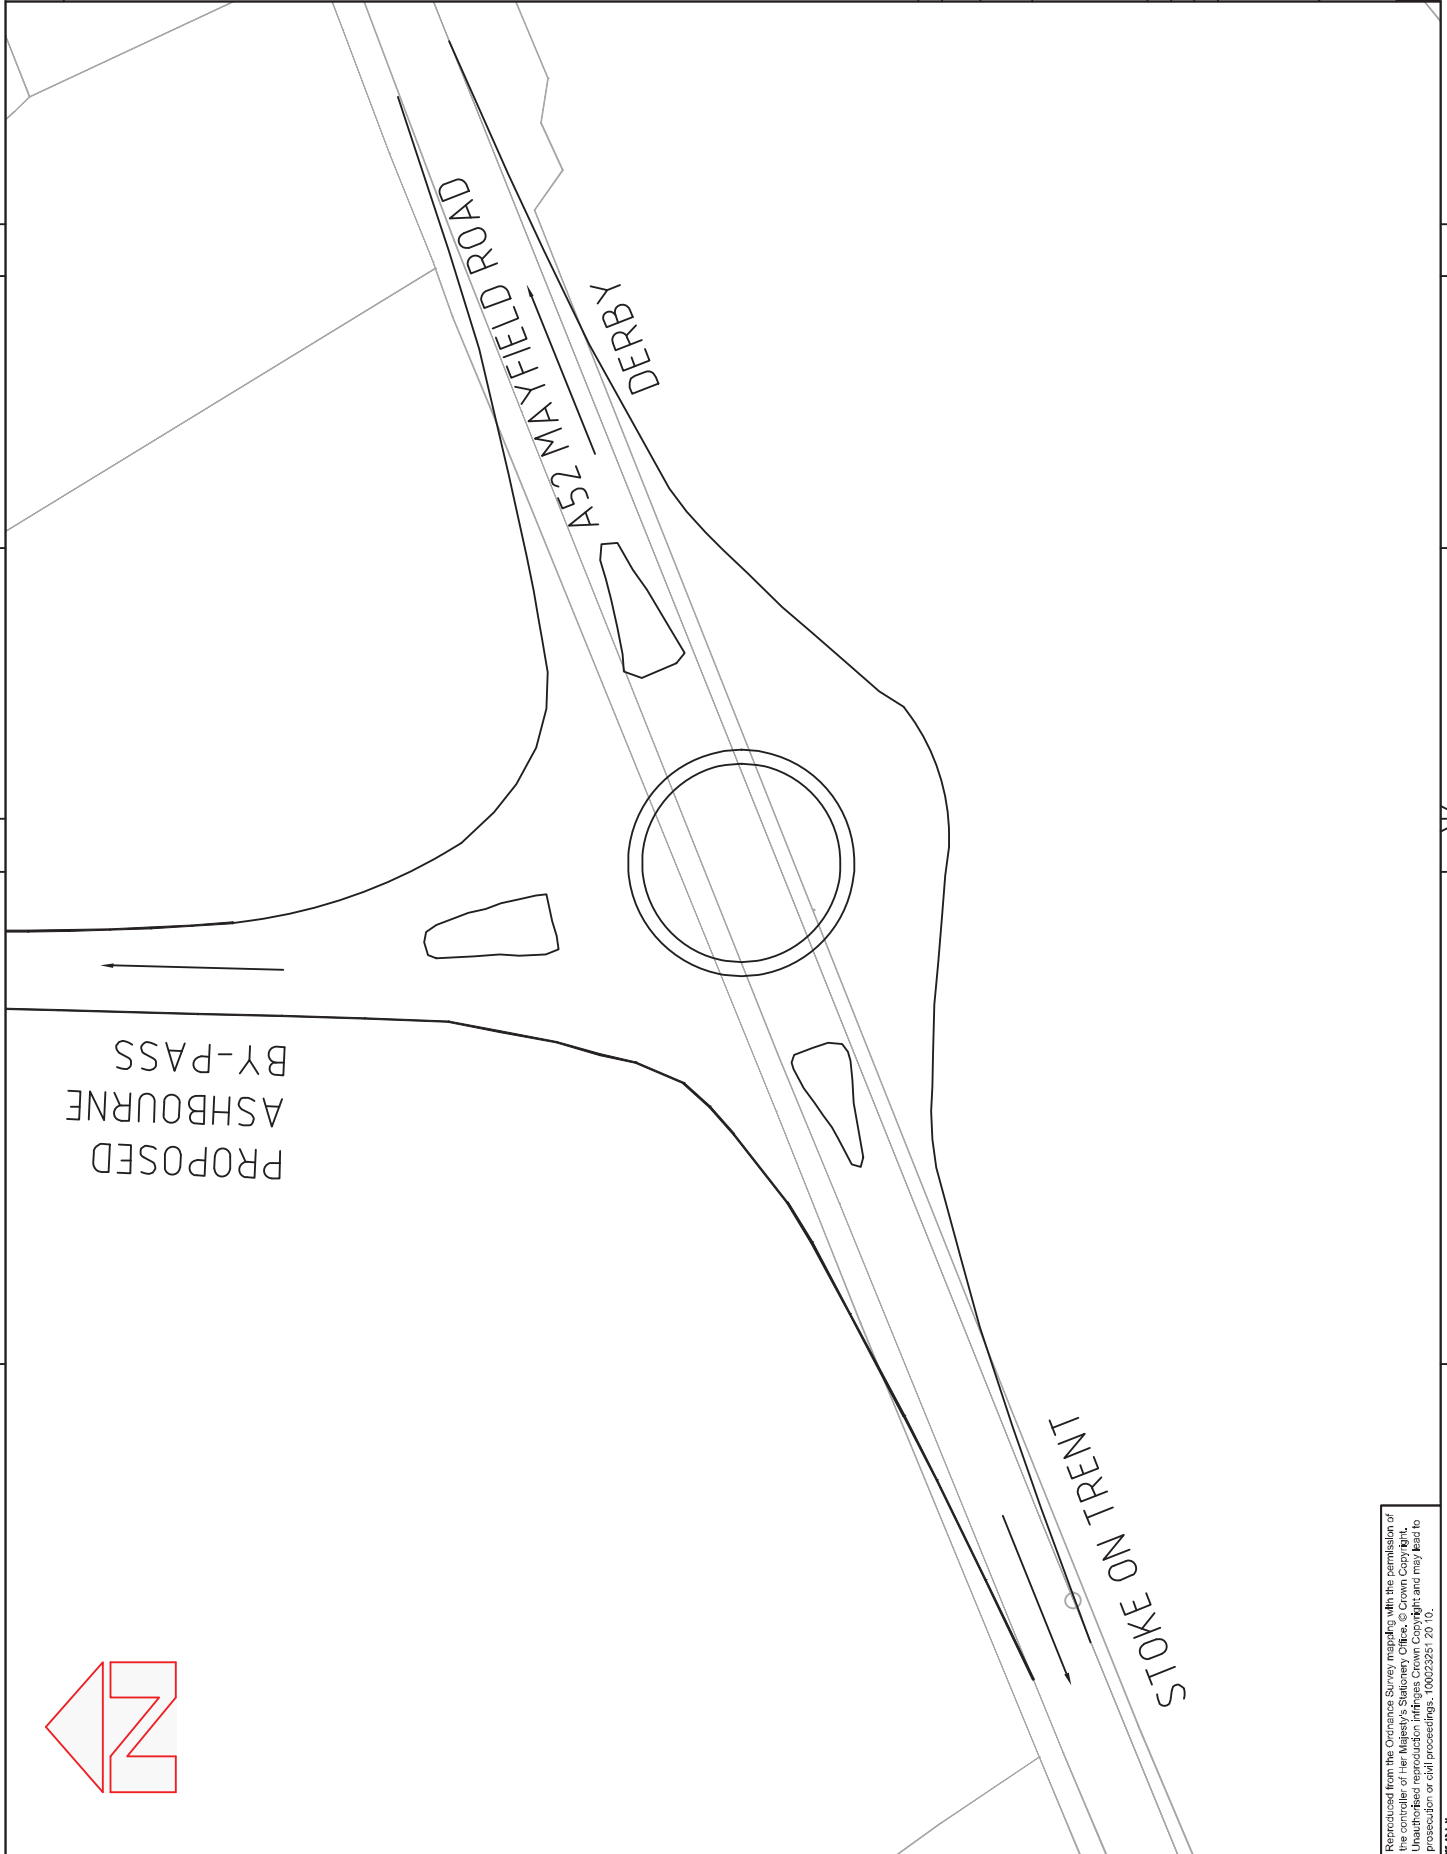 A52 MAYFIELD ROAD
DERBY
PROPOSED
ASHBOURNE
BY-PASS
STOKE ON TRENT
N
Reproduced from the Ordnance Survey mapping with the permission of
the controller of Her Majesty's Stationery Office. © Crown Copyright.
Unauthorised reproduction infringes Crown Copyright and may lead to
prosecution or civil proceedings. 100023251 20 10.